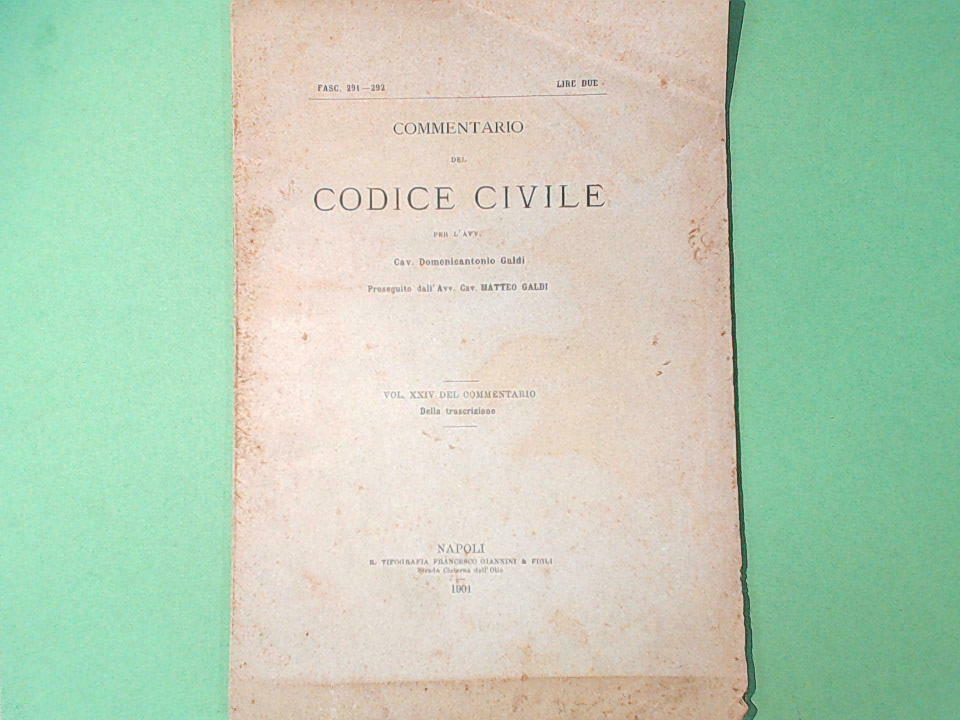 FASC. 291-292
LIRE DUE
COMMENTARIO
DEL
CODICE CIVILE
PER L'AVV.
Cav. Domenicantonio Galdi
Proseguito dall'Avv. Cav. MATTEO GALDI
VOL. XXIV DEL COMMENTARIO
Della trascrizione
NAPOLI
R. TIPOGRAFIA FRANCESCO GIANNINI & FIGLI
Strada Cisterna dell'Olio
1901